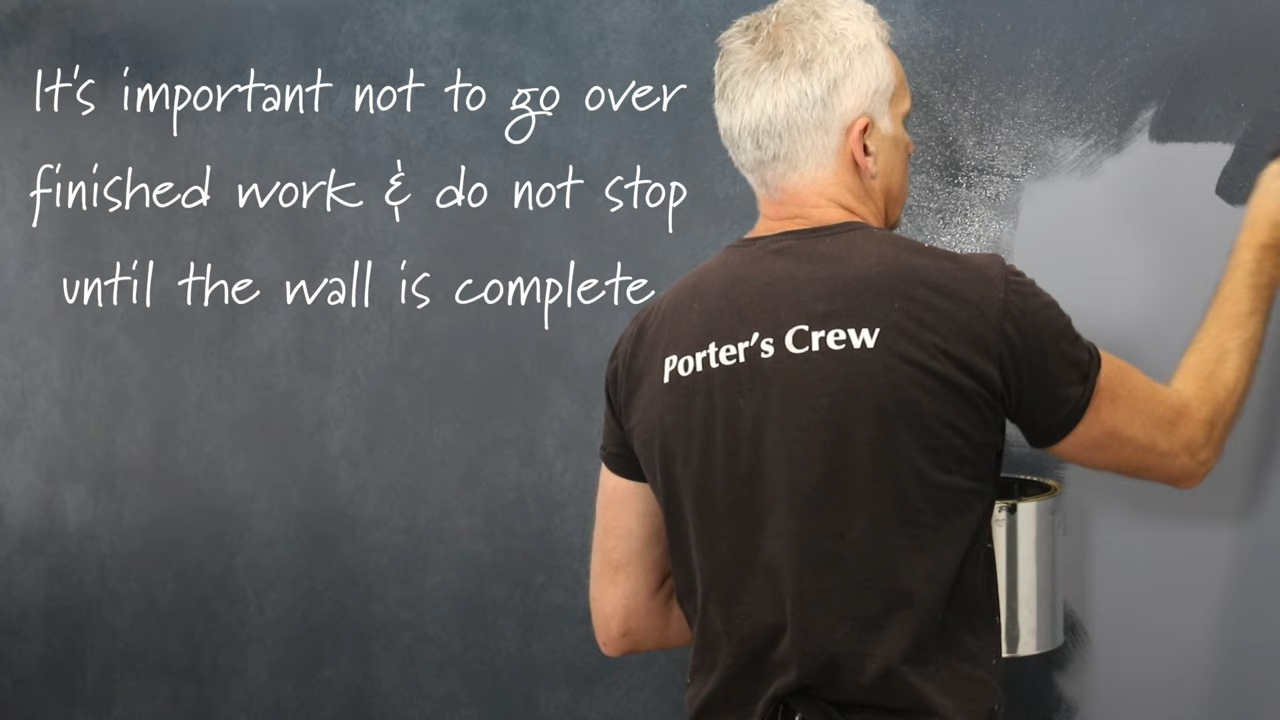 It's important not to go over
finished work & do not stop
until the wall is complete
Porter's Crew